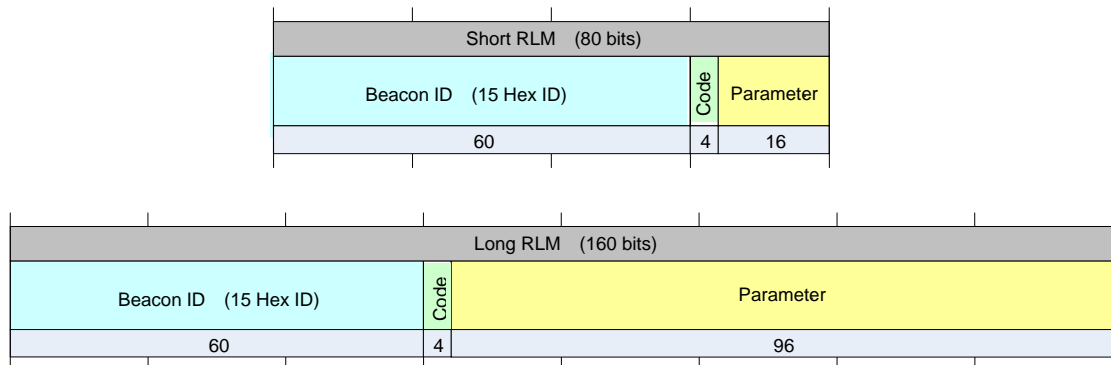 Short RLM (80 bits)
Beacon ID (15 Hex ID)
Code
Parameter
60
4
16
Long RLM (160 bits)
Beacon ID (15 Hex ID)
Code
Parameter
60
4
96